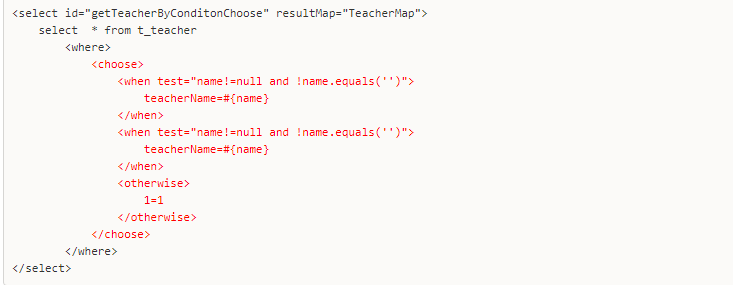 <select id="getTeacherByConditonChoose" resultMap="TeacherMap">
select  * from t_teacher
<where>
<choose>
<when test="name!=null and !name.equals('')">
teacherName=#{name}
</when>
<when test="name!=null and !name.equals('')">
teacherName=#{name}
</when>
<otherwise>
1=1
</otherwise>
</choose>
</where>
</select>